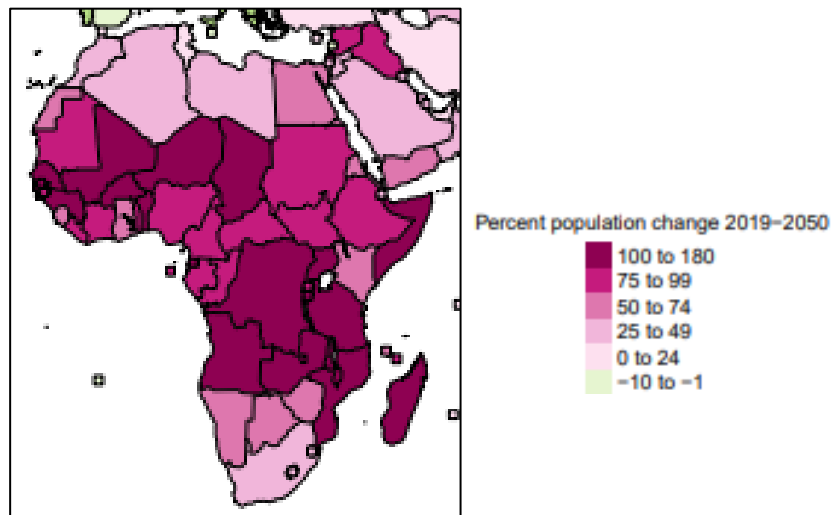 Percent population change 2019−2050
100 to 180
75 to 99
50 to 74
25 to 49
0 to 24
−10 to −1